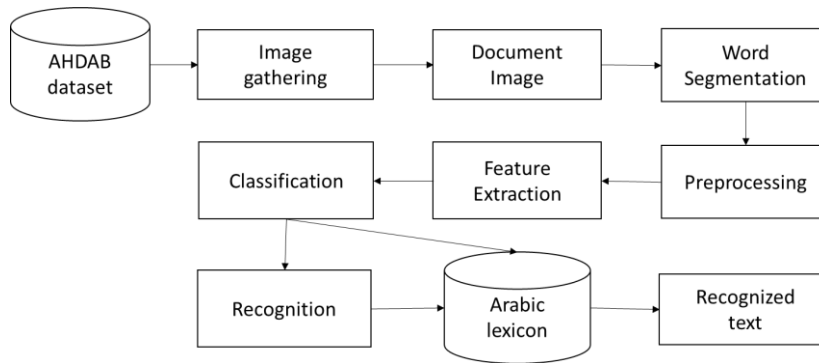 AHDAB
dataset
Image
gathering
Document
Image
Word
Segmentation
Classification
Feature
Extraction
Preprocessing
Recognition
Arabic
lexicon
Recognized
text